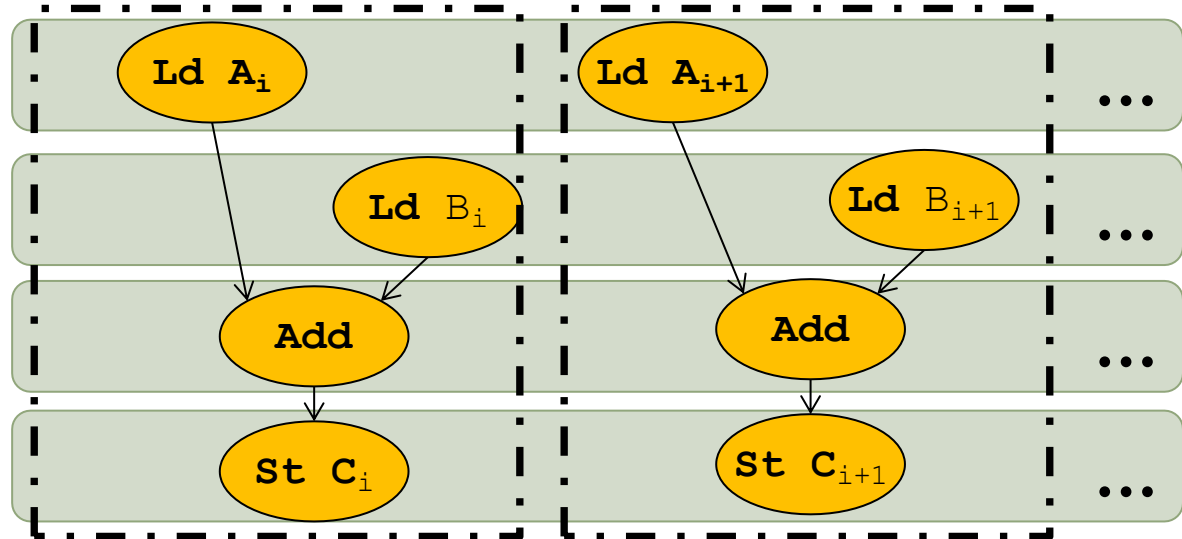 Ld Aᵢ
Ld Aᵢ₊₁
...
Ld Bᵢ
Ld Bᵢ₊₁
...
Add
Add
...
St Cᵢ
St Cᵢ₊₁
...